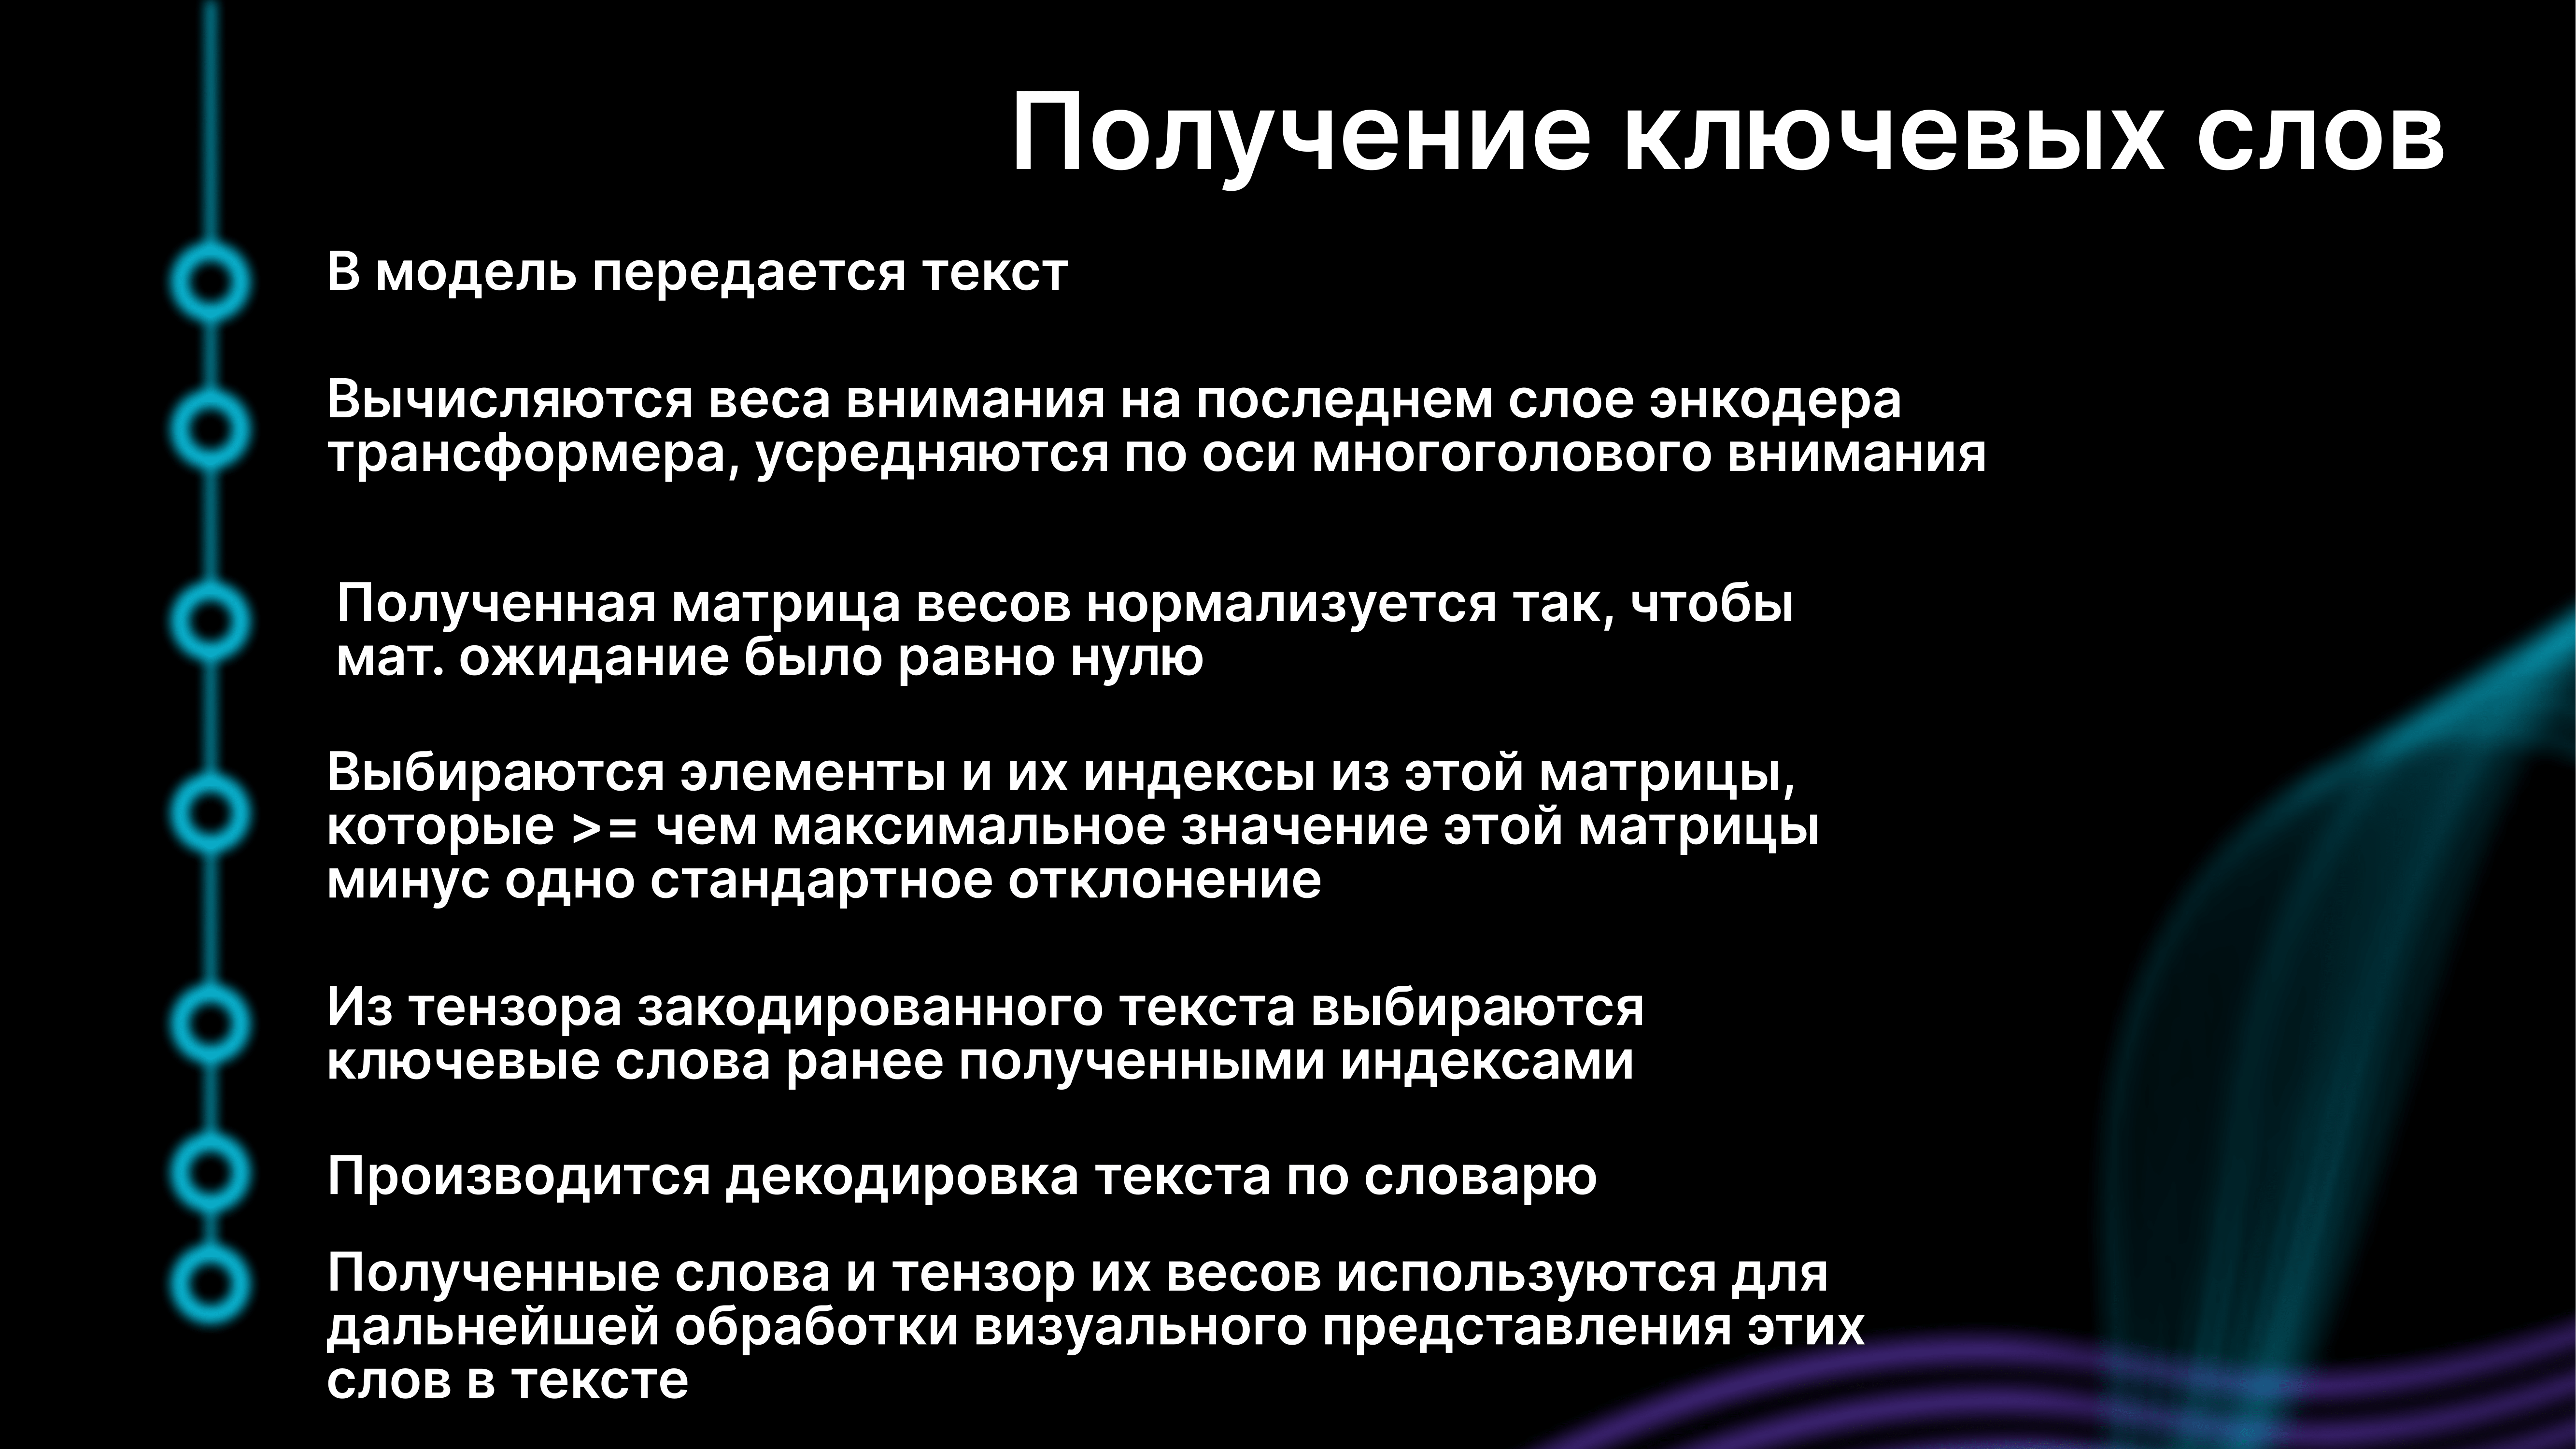 Получение ключевых слов
В модель передается текст
Вычисляются веса внимания на последнем слое энкодера
трансформера, усредняются по оси многоголового внимания
Полученная матрица весов нормализуется так, чтобы
мат. ожидание было равно нулю
Выбираются элементы и их индексы из этой матрицы,
которые >= чем максимальное значение этой матрицы
минус одно стандартное отклонение
Из тензора закодированного текста выбираются
ключевые слова ранее полученными индексами
Производится декодировка текста по словарю
Полученные слова и тензор их весов используются для
дальнейшей обработки визуального представления этих
слов в тексте